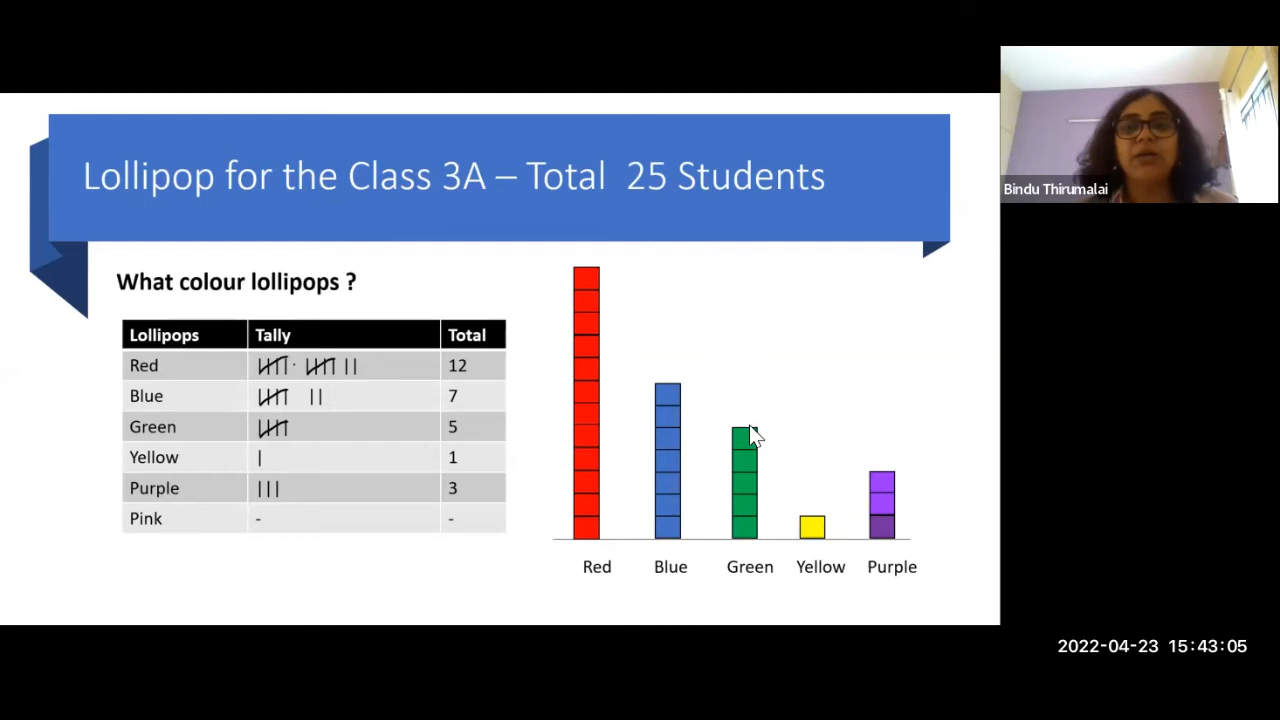 Lollipop for the Class 3A – Total 25 Students
What colour lollipops ?
Lollipops Tally Total
Red 12
Blue 7
Green 5
Yellow | 1
Purple ||| 3
Pink - -
Red Blue Green Yellow Purple
Bindu Thirumalai
2022-04-23 15:43:05